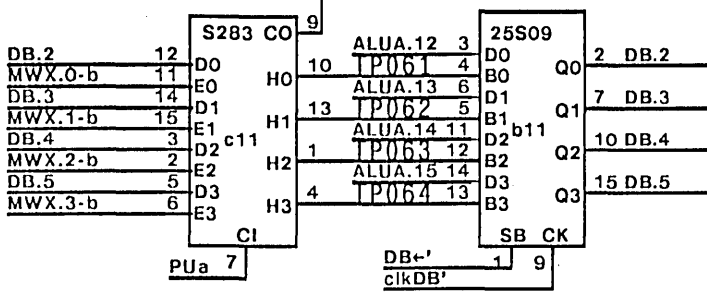 9
S283 CO
25S09
DB.2 12 D0
MWX.0-b 11 E0
DB.3 14 D1
MWX.1-b 15 E1
DB.4 3 D2
MWX.2-b 2 E2
DB.5 5 D3
MWX.3-b 6 E3
c11
H0 10
H1 13
H2 1
H3 4
CI
PUa 7
ALUA.12 3 D0
TP061 4 B0
ALUA.13 6 D1
TP062 5 B1
ALUA.14 11 D2
TP063 12 B2
ALUA.15 14 D3
TP064 13 B3
b11
Q0 2 DB.2
Q1 7 DB.3
Q2 10 DB.4
Q3 15 DB.5
SB CK
DB←' 1
clkDB' 9